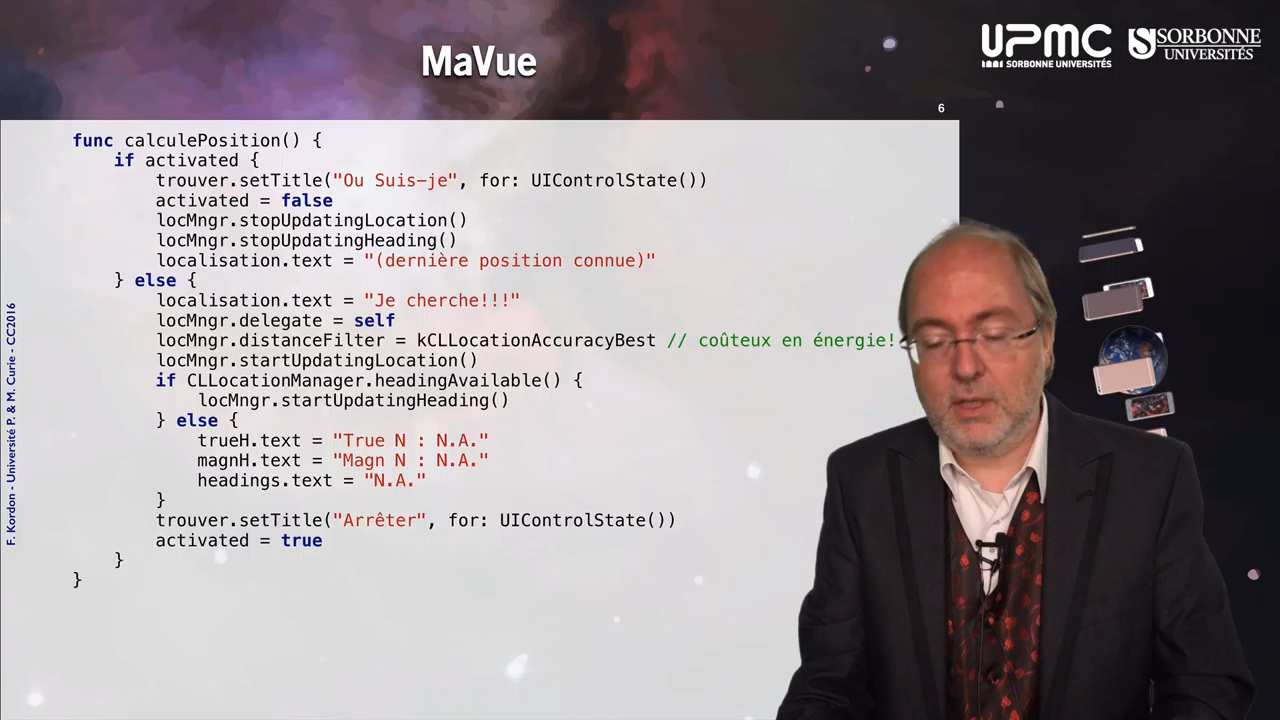 MaVue
UPMC
SORBONNE UNIVERSITÉS
SORBONNE
UNIVERSITÉS
6
func calculePosition() {
if activated {
trouver.setTitle("Ou Suis-je", for: UIControlState())
activated = false
locMngr.stopUpdatingLocation()
locMngr.stopUpdatingHeading()
localisation.text = "(dernière position connue)"
} else {
localisation.text = "Je cherche!!!"
locMngr.delegate = self
locMngr.distanceFilter = kCLLocationAccuracyBest // coûteux en énergie!
locMngr.startUpdatingLocation()
if CLLocationManager.headingAvailable() {
locMngr.startUpdatingHeading()
} else {
trueH.text = "True N : N.A."
magnH.text = "Magn N : N.A."
headings.text = "N.A."
}
trouver.setTitle("Arrêter", for: UIControlState())
activated = true
}
}
F. Kordon - Université P. & M. Curie - CC2016